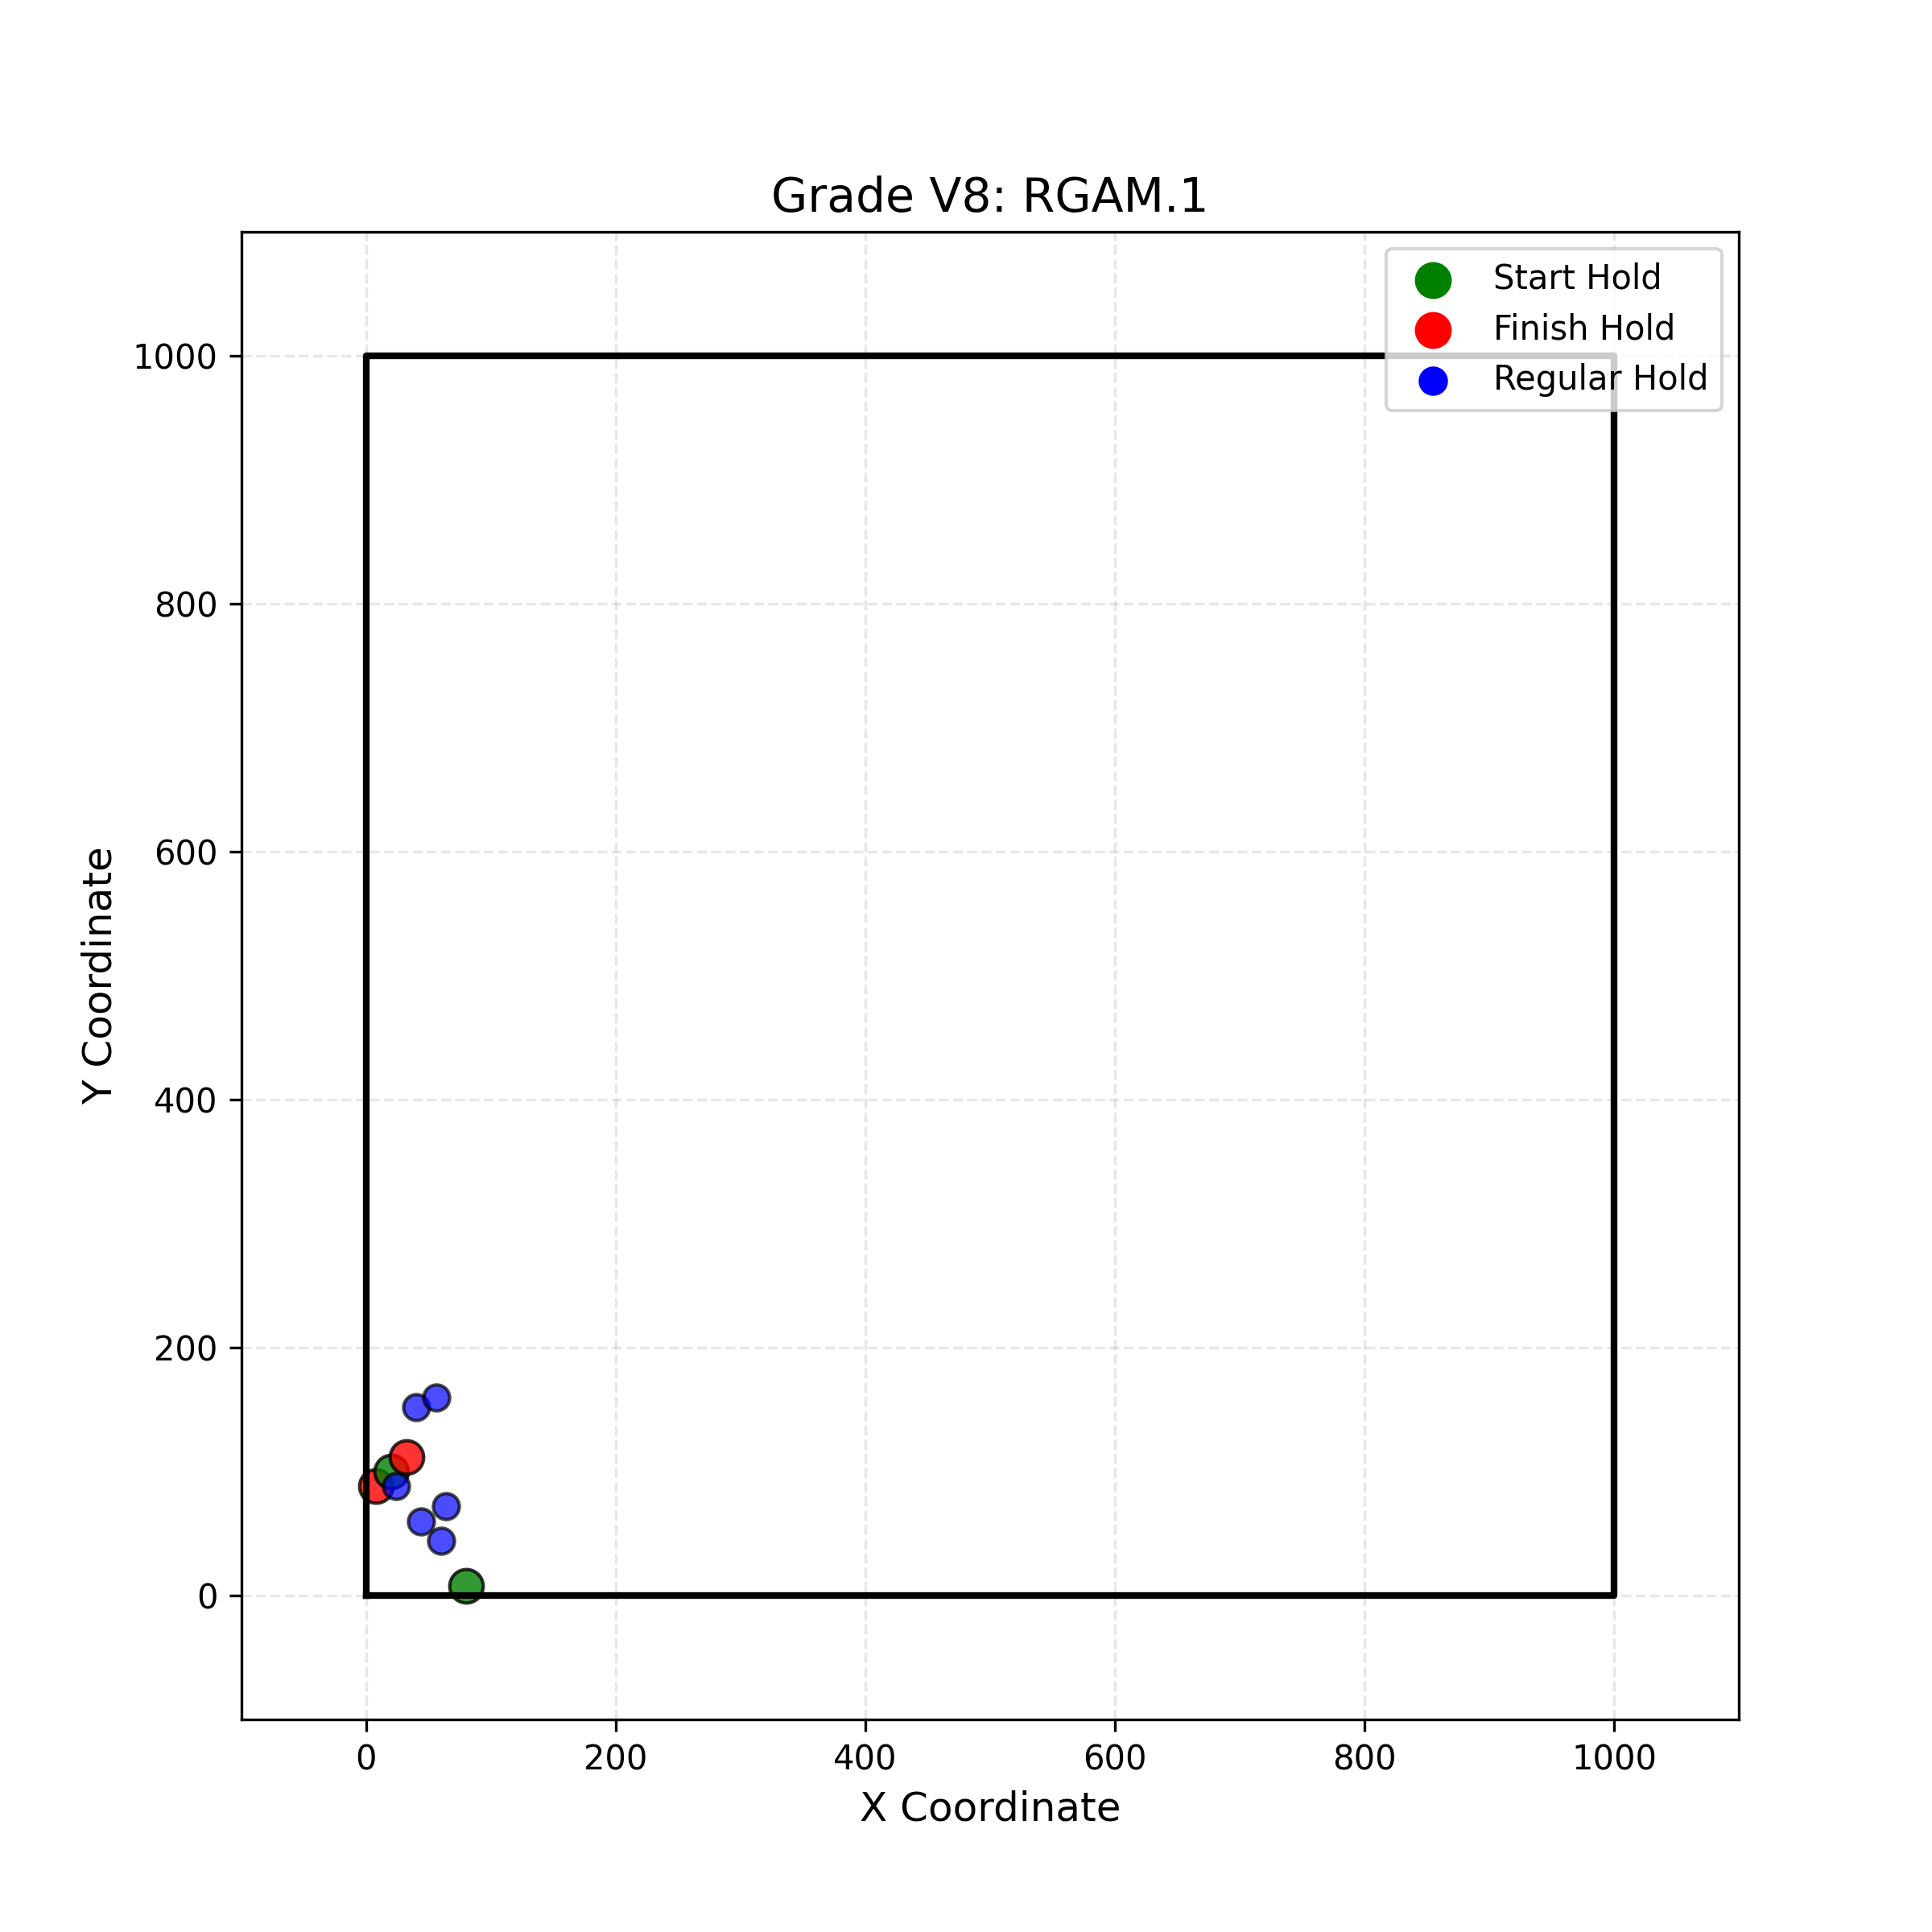 Grade V8: RGAM.1
Start Hold
Finish Hold
Regular Hold
1000
800
600
400
200
0
Y Coordinate
0 200 400 600 800 1000
X Coordinate